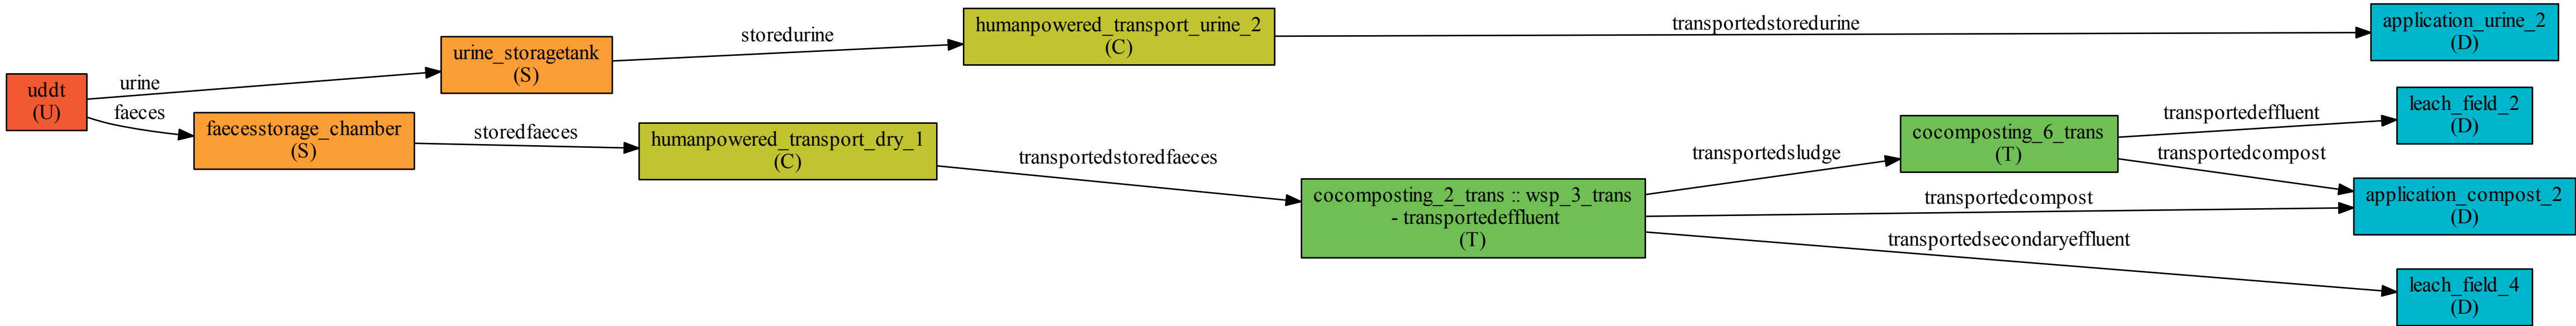 uddt
(U)
urine
faeces
urine_storagetank
(S)
faecesstorage_chamber
(S)
storedurine
storedfaeces
humanpowered_transport_urine_2
(C)
humanpowered_transport_dry_1
(C)
transportedstoredurine
transportedstoredfaeces
cocomposting_2_trans :: wsp_3_trans
- transportedeffluent
(T)
transportedsludge
transportedcompost
transportedsecondaryeffluent
cocomposting_6_trans
(T)
transportedeffluent
transportedcompost
application_urine_2
(D)
leach_field_2
(D)
application_compost_2
(D)
leach_field_4
(D)